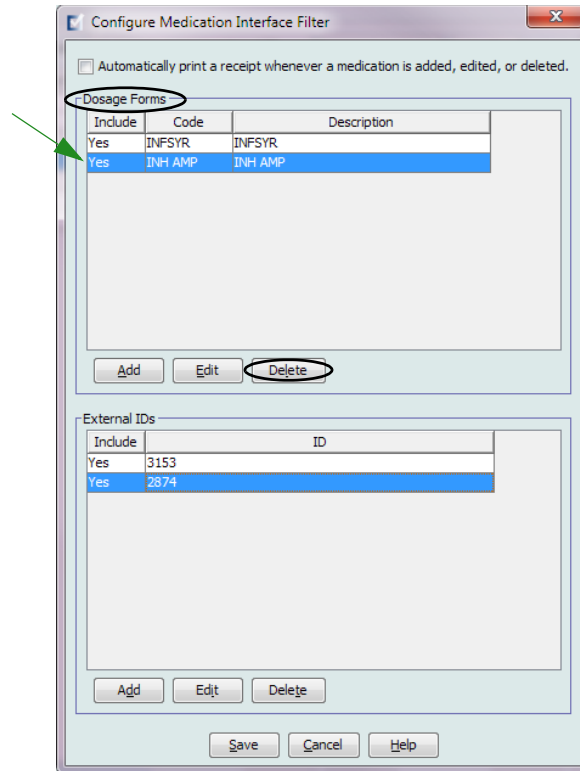 Configure Medication Interface Filter
x
Automatically print a receipt whenever a medication is added, edited, or deleted.
Dosage Forms
Include Code Description
Yes INFSYR INFSYR
Yes INH AMP INH AMP
Add Edit Delete
External IDs
Include ID
Yes 3153
Yes 2874
Add Edit Delete
Save Cancel Help